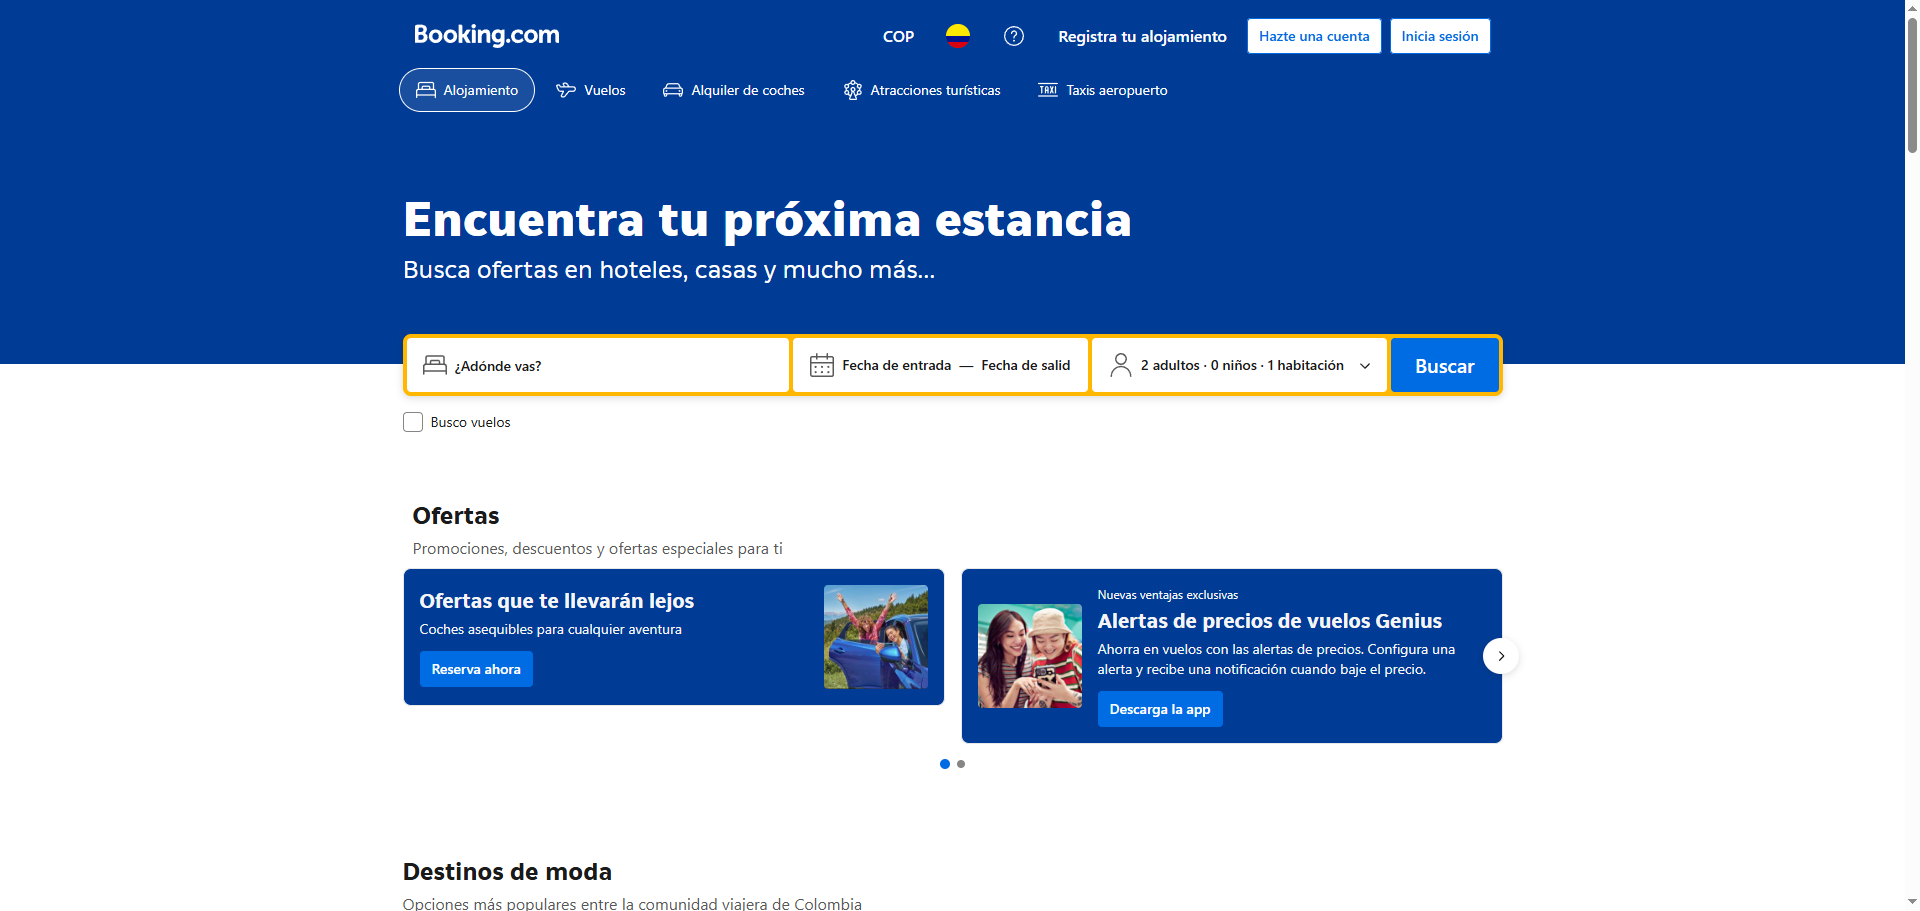 Booking.com
COP
Registra tu alojamiento
Hazte una cuenta
Inicia sesión
Alojamiento
Vuelos
Alquiler de coches
Atracciones turísticas
TAXI
Taxis aeropuerto
Encuentra tu próxima estancia
Busca ofertas en hoteles, casas y mucho más...
¿Adónde vas?
Fecha de entrada — Fecha de salid
2 adultos · 0 niños · 1 habitación
Buscar
Busco vuelos
Ofertas
Promociones, descuentos y ofertas especiales para ti
Ofertas que te llevarán lejos
Coches asequibles para cualquier aventura
Reserva ahora
Nuevas ventajas exclusivas
Alertas de precios de vuelos Genius
Ahorra en vuelos con las alertas de precios. Configura una
alerta y recibe una notificación cuando baje el precio.
Descarga la app
Destinos de moda
Opciones más populares entre la comunidad viajera de Colombia